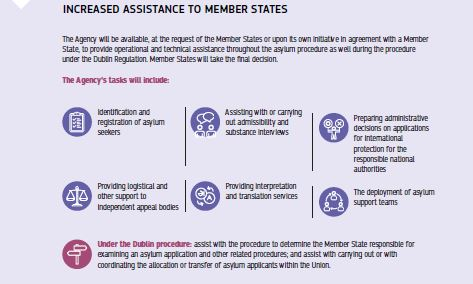 INCREASED ASSISTANCE TO MEMBER STATES
The Agency will be available, at the request of the Member States or upon its own initiative in agreement with a Member
State, to provide operational and technical assistance throughout the asylum procedure as well during the procedure
under the Dublin Regulation. Member States will take the final decision.
The Agency's tasks will include:
Identification and
registration of asylum
seekers
Assisting with or carrying
out admissibility and
substance interviews
Preparing administrative
decisions on applications
for international
protection for the
responsible national
authorities
Providing logistical and
other support to
independent appeal bodies
Providing interpretation
and translation services
The deployment of asylum
support teams
Under the Dublin procedure: assist with the procedure to determine the Member State responsible for
examining an asylum application and other related procedures; and assist with carrying out or with
coordinating the allocation or transfer of asylum applicants within the Union.